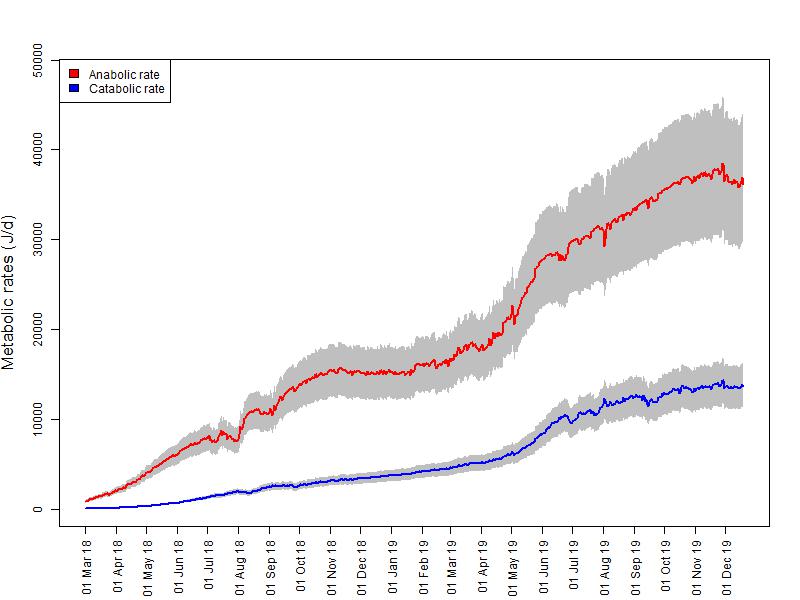 Anabolic rate
Catabolic rate
Metabolic rates (J/d)
50000
40000
30000
20000
10000
0
01 Mar 18
01 Apr 18
01 May 18
01 Jun 18
01 Jul 18
01 Aug 18
01 Sep 18
01 Oct 18
01 Nov 18
01 Dec 18
01 Jan 19
01 Feb 19
01 Mar 19
01 Apr 19
01 May 19
01 Jun 19
01 Jul 19
01 Aug 19
01 Sep 19
01 Oct 19
01 Nov 19
01 Dec 19